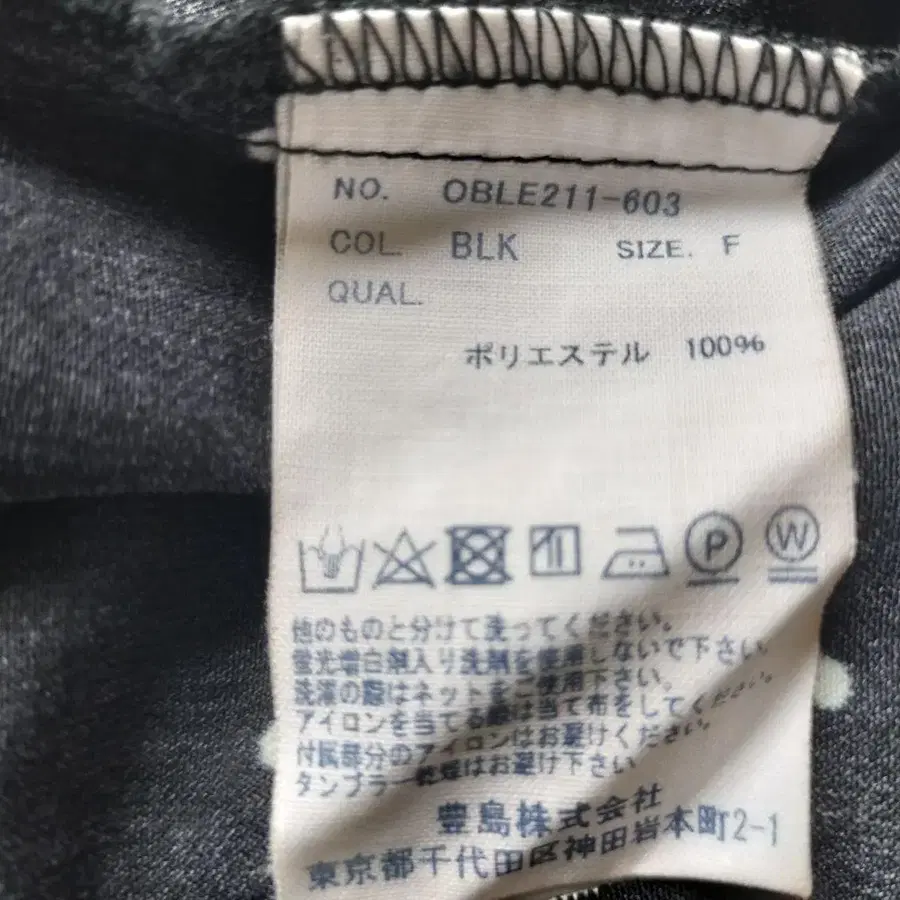 NO. OBLE211-603
COL. BLK SIZE. F
QUAL.
ポリエステル 100%
P W
他のものと分けて洗ってください。
蛍光増白剤入り洗剤を使用しないで下さい。
洗濯の際はネットをご使用下さい。
アイロンを当てる際は当て布をしてください。
付属部分のアイロンはお避けください。
タンブラー乾燥はお避け下さい
豊島株式会社
東京都千代田区神田岩本町2-1